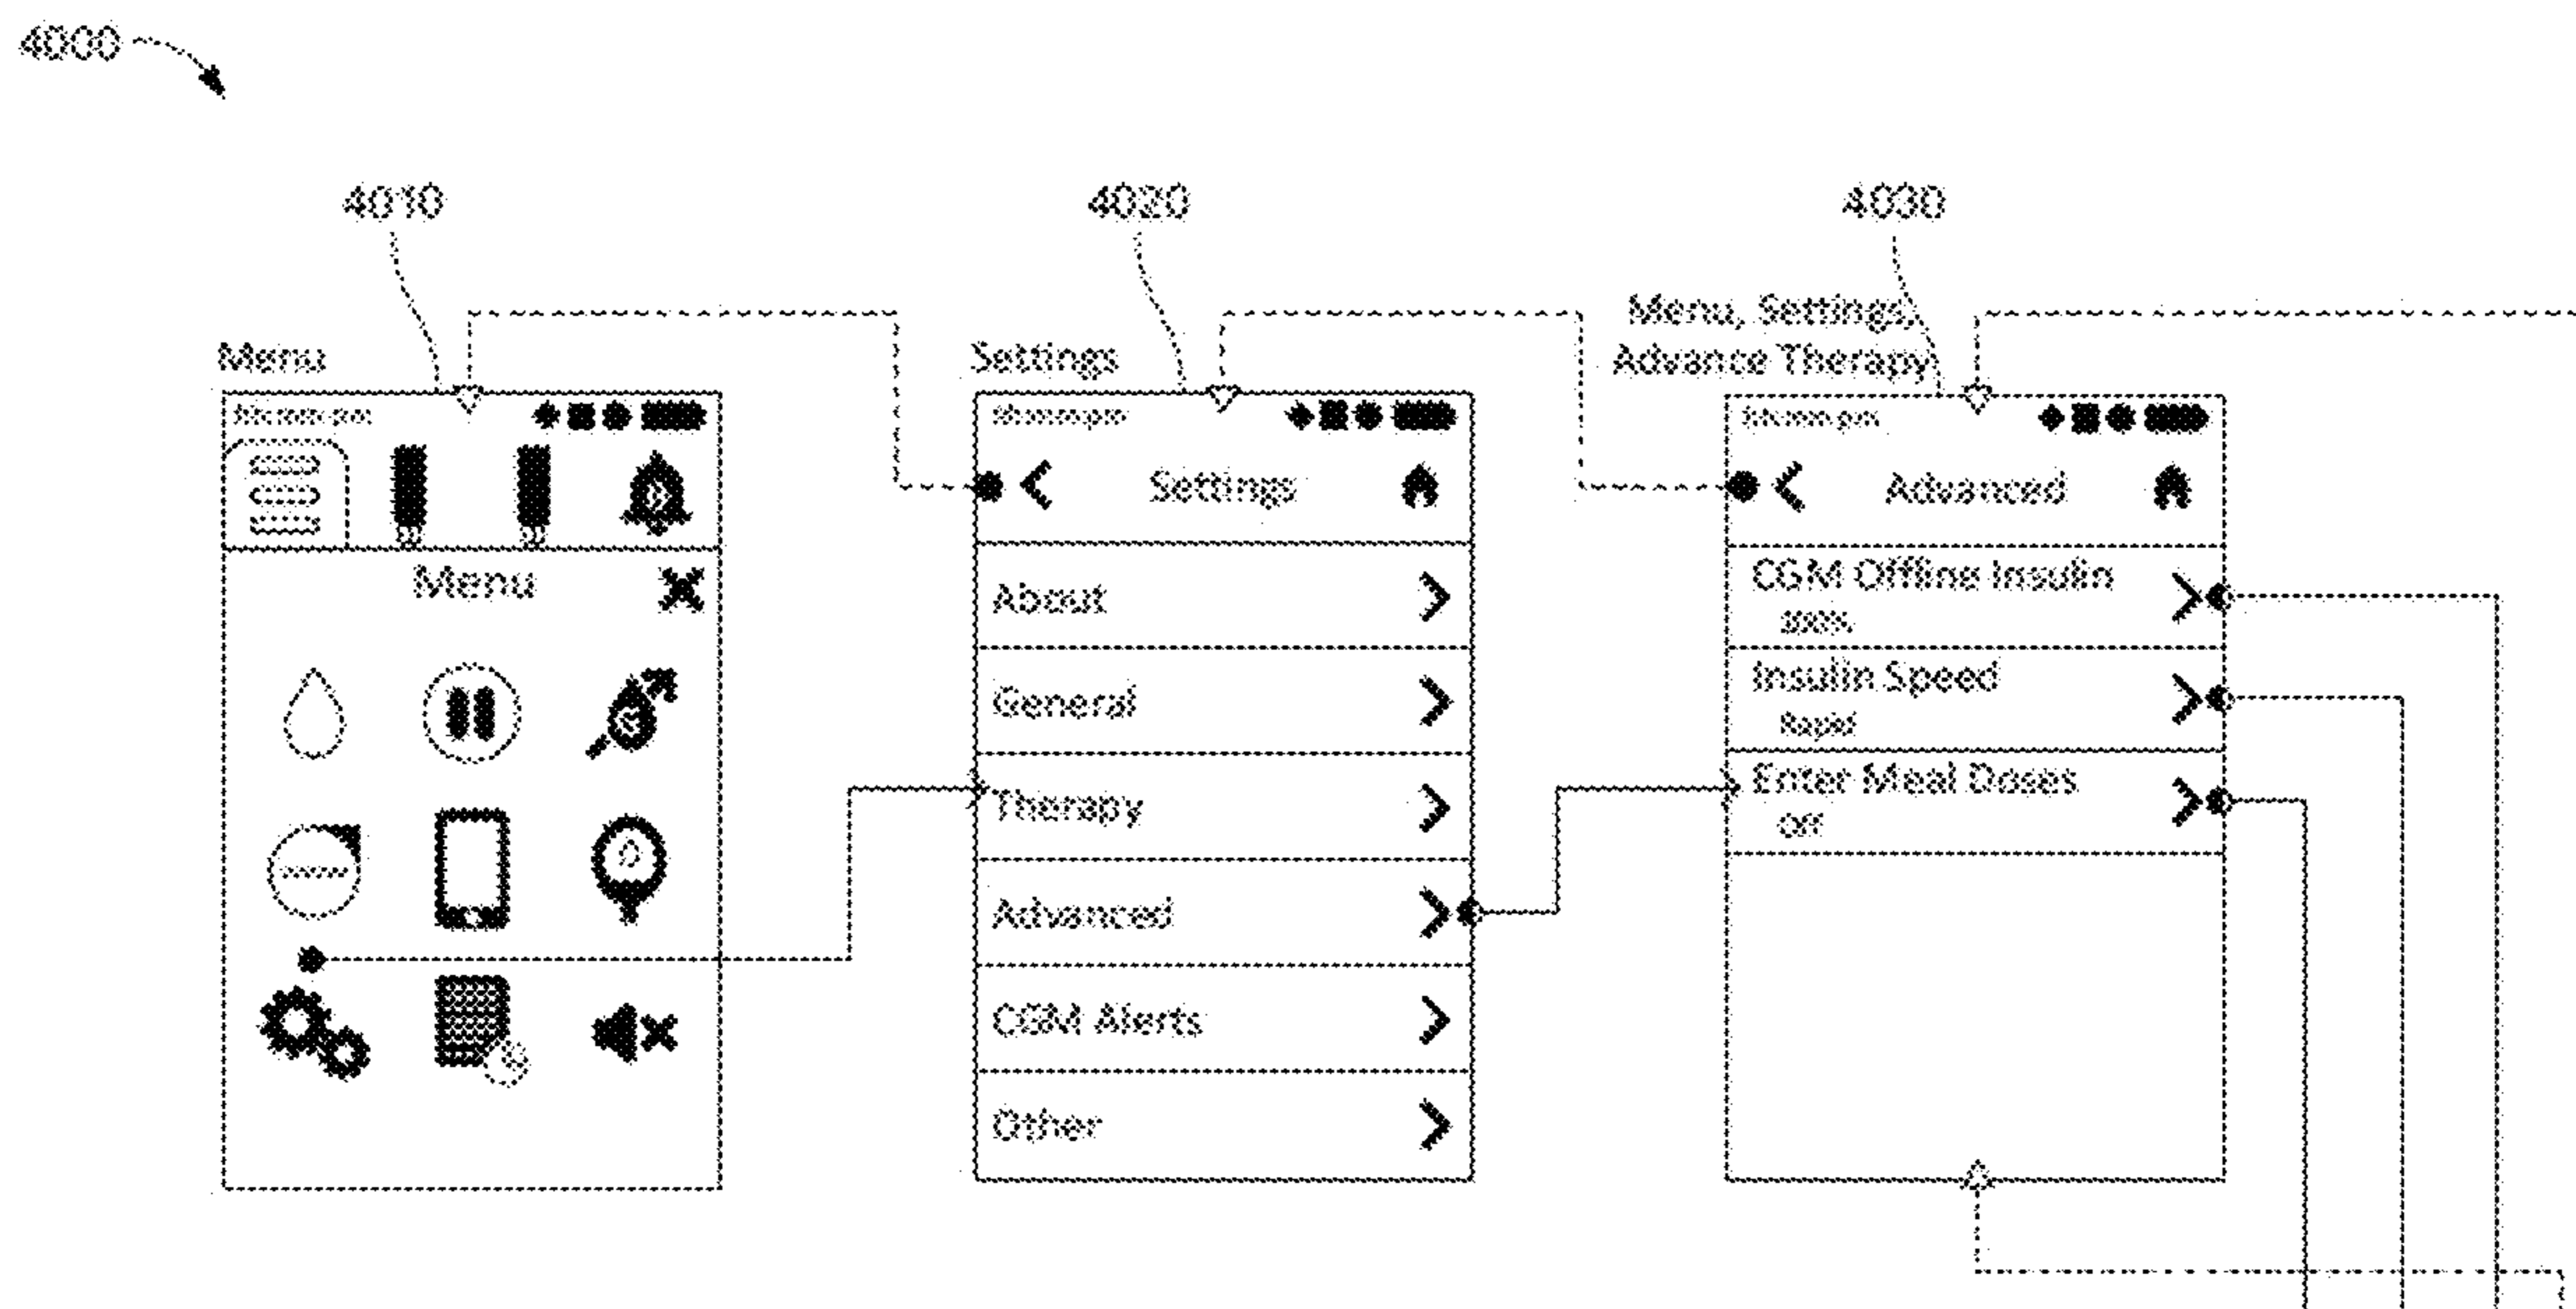 4000
4010
4020
4030
Menu
Settings
Menu, Settings,
Advance Therapy
Menu
Settings
About
General
Therapy
Advanced
CGM Alerts
Other
Advanced
CGM Offline Insulin
Insulin Speed
Rapid
Enter Meal Doses
Off